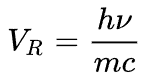 V_R = \frac{h\nu}{mc}